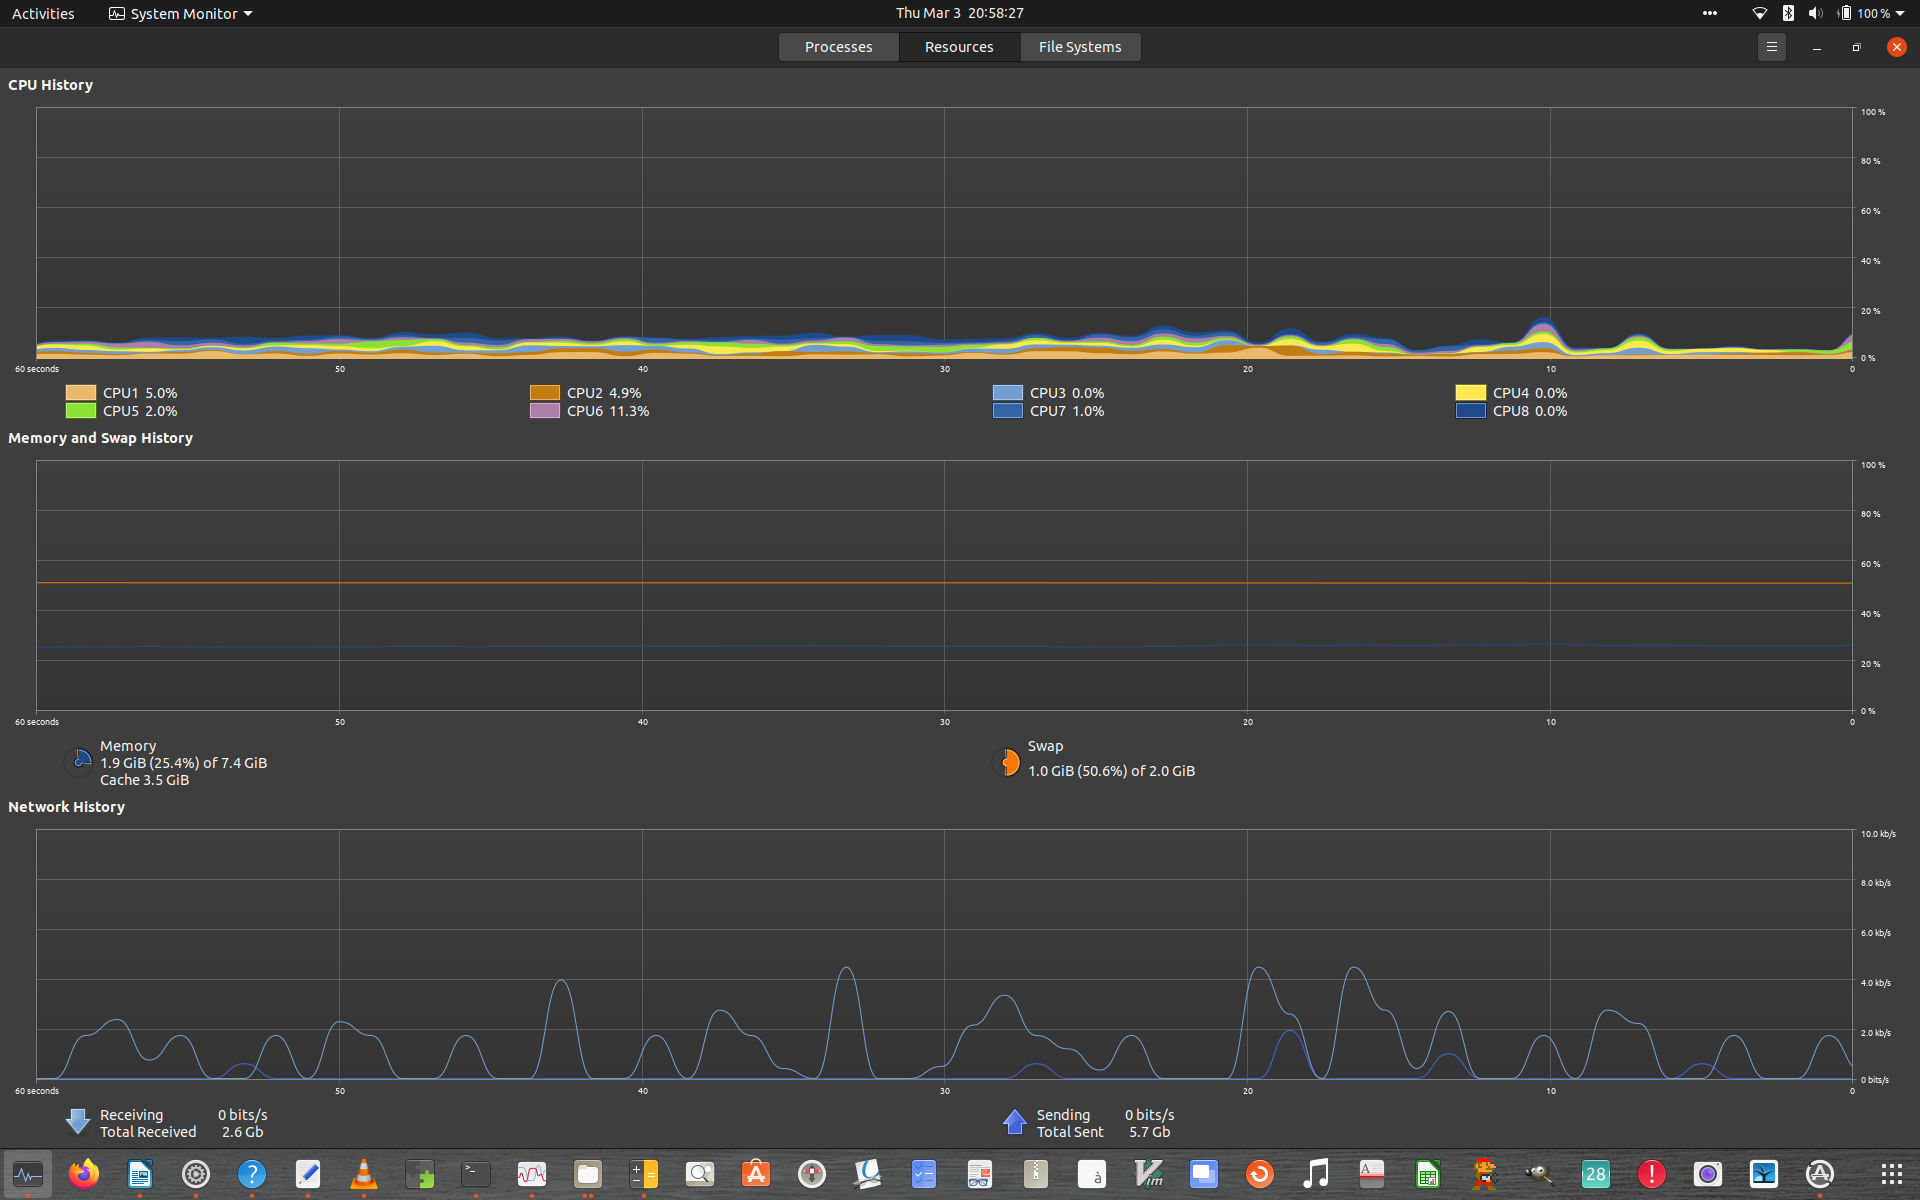 Activities
System Monitor
Thu Mar 3 20:58:27
100 %
Processes
Resources
File Systems
CPU History
100 %
80 %
60 %
40 %
20 %
0 %
60 seconds
50
40
30
20
10
0
CPU1 5.0%
CPU2 4.9%
CPU3 0.0%
CPU4 0.0%
CPU5 2.0%
CPU6 11.3%
CPU7 1.0%
CPU8 0.0%
Memory and Swap History
100 %
80 %
60 %
40 %
20 %
0 %
60 seconds
50
40
30
20
10
0
Memory
1.9 GiB (25.4%) of 7.4 GiB
Cache 3.5 GiB
Swap
1.0 GiB (50.6%) of 2.0 GiB
Network History
10.0 kb/s
8.0 kb/s
6.0 kb/s
4.0 kb/s
2.0 kb/s
0 bits/s
60 seconds
50
40
30
20
10
0
Receiving 0 bits/s
Total Received 2.6 Gb
Sending 0 bits/s
Total Sent 5.7 Gb
?
>_
à
Vim
A
28
!